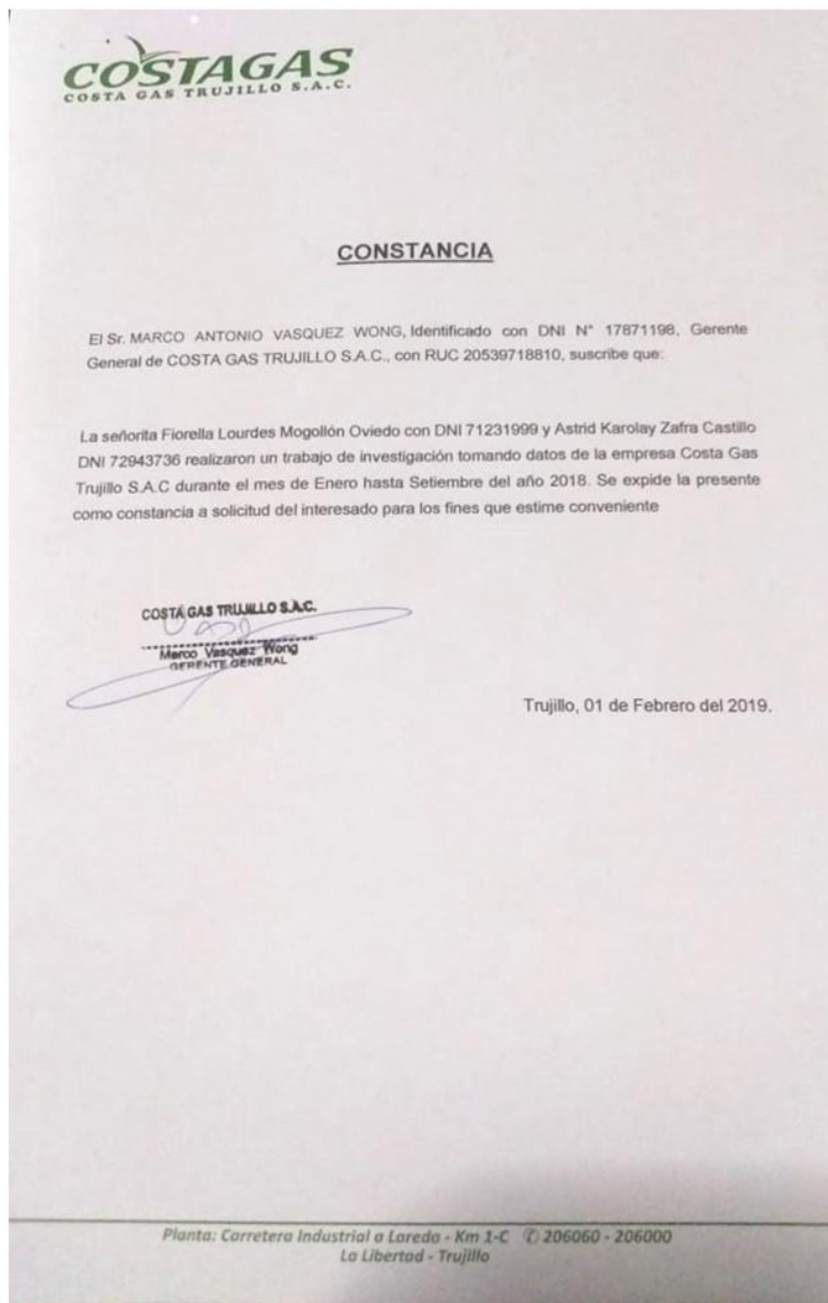 COSTAGAS
COSTA GAS TRUJILLO S.A.C.
CONSTANCIA
El Sr. MARCO ANTONIO VASQUEZ WONG, Identificado con DNI N° 17871198, Gerente
General de COSTA GAS TRUJILLO S.A.C., con RUC 20539718810, suscribe que:
La señorita Fiorella Lourdes Mogollón Oviedo con DNI 71231999 y Astrid Karolay Zafra Castillo
DNI 72943736 realizaron un trabajo de investigación tomando datos de la empresa Costa Gas
Trujillo S.A.C durante el mes de Enero hasta Setiembre del año 2018. Se expide la presente
como constancia a solicitud del interesado para los fines que estime conveniente
COSTA GAS TRUJILLO S.A.C.
Marco Vasquez Wong
GERENTE GENERAL
Trujillo, 01 de Febrero del 2019.
Planta: Carretera Industrial a Laredo - Km 1-C ✆ 206060 - 206000
La Libertad - Trujillo